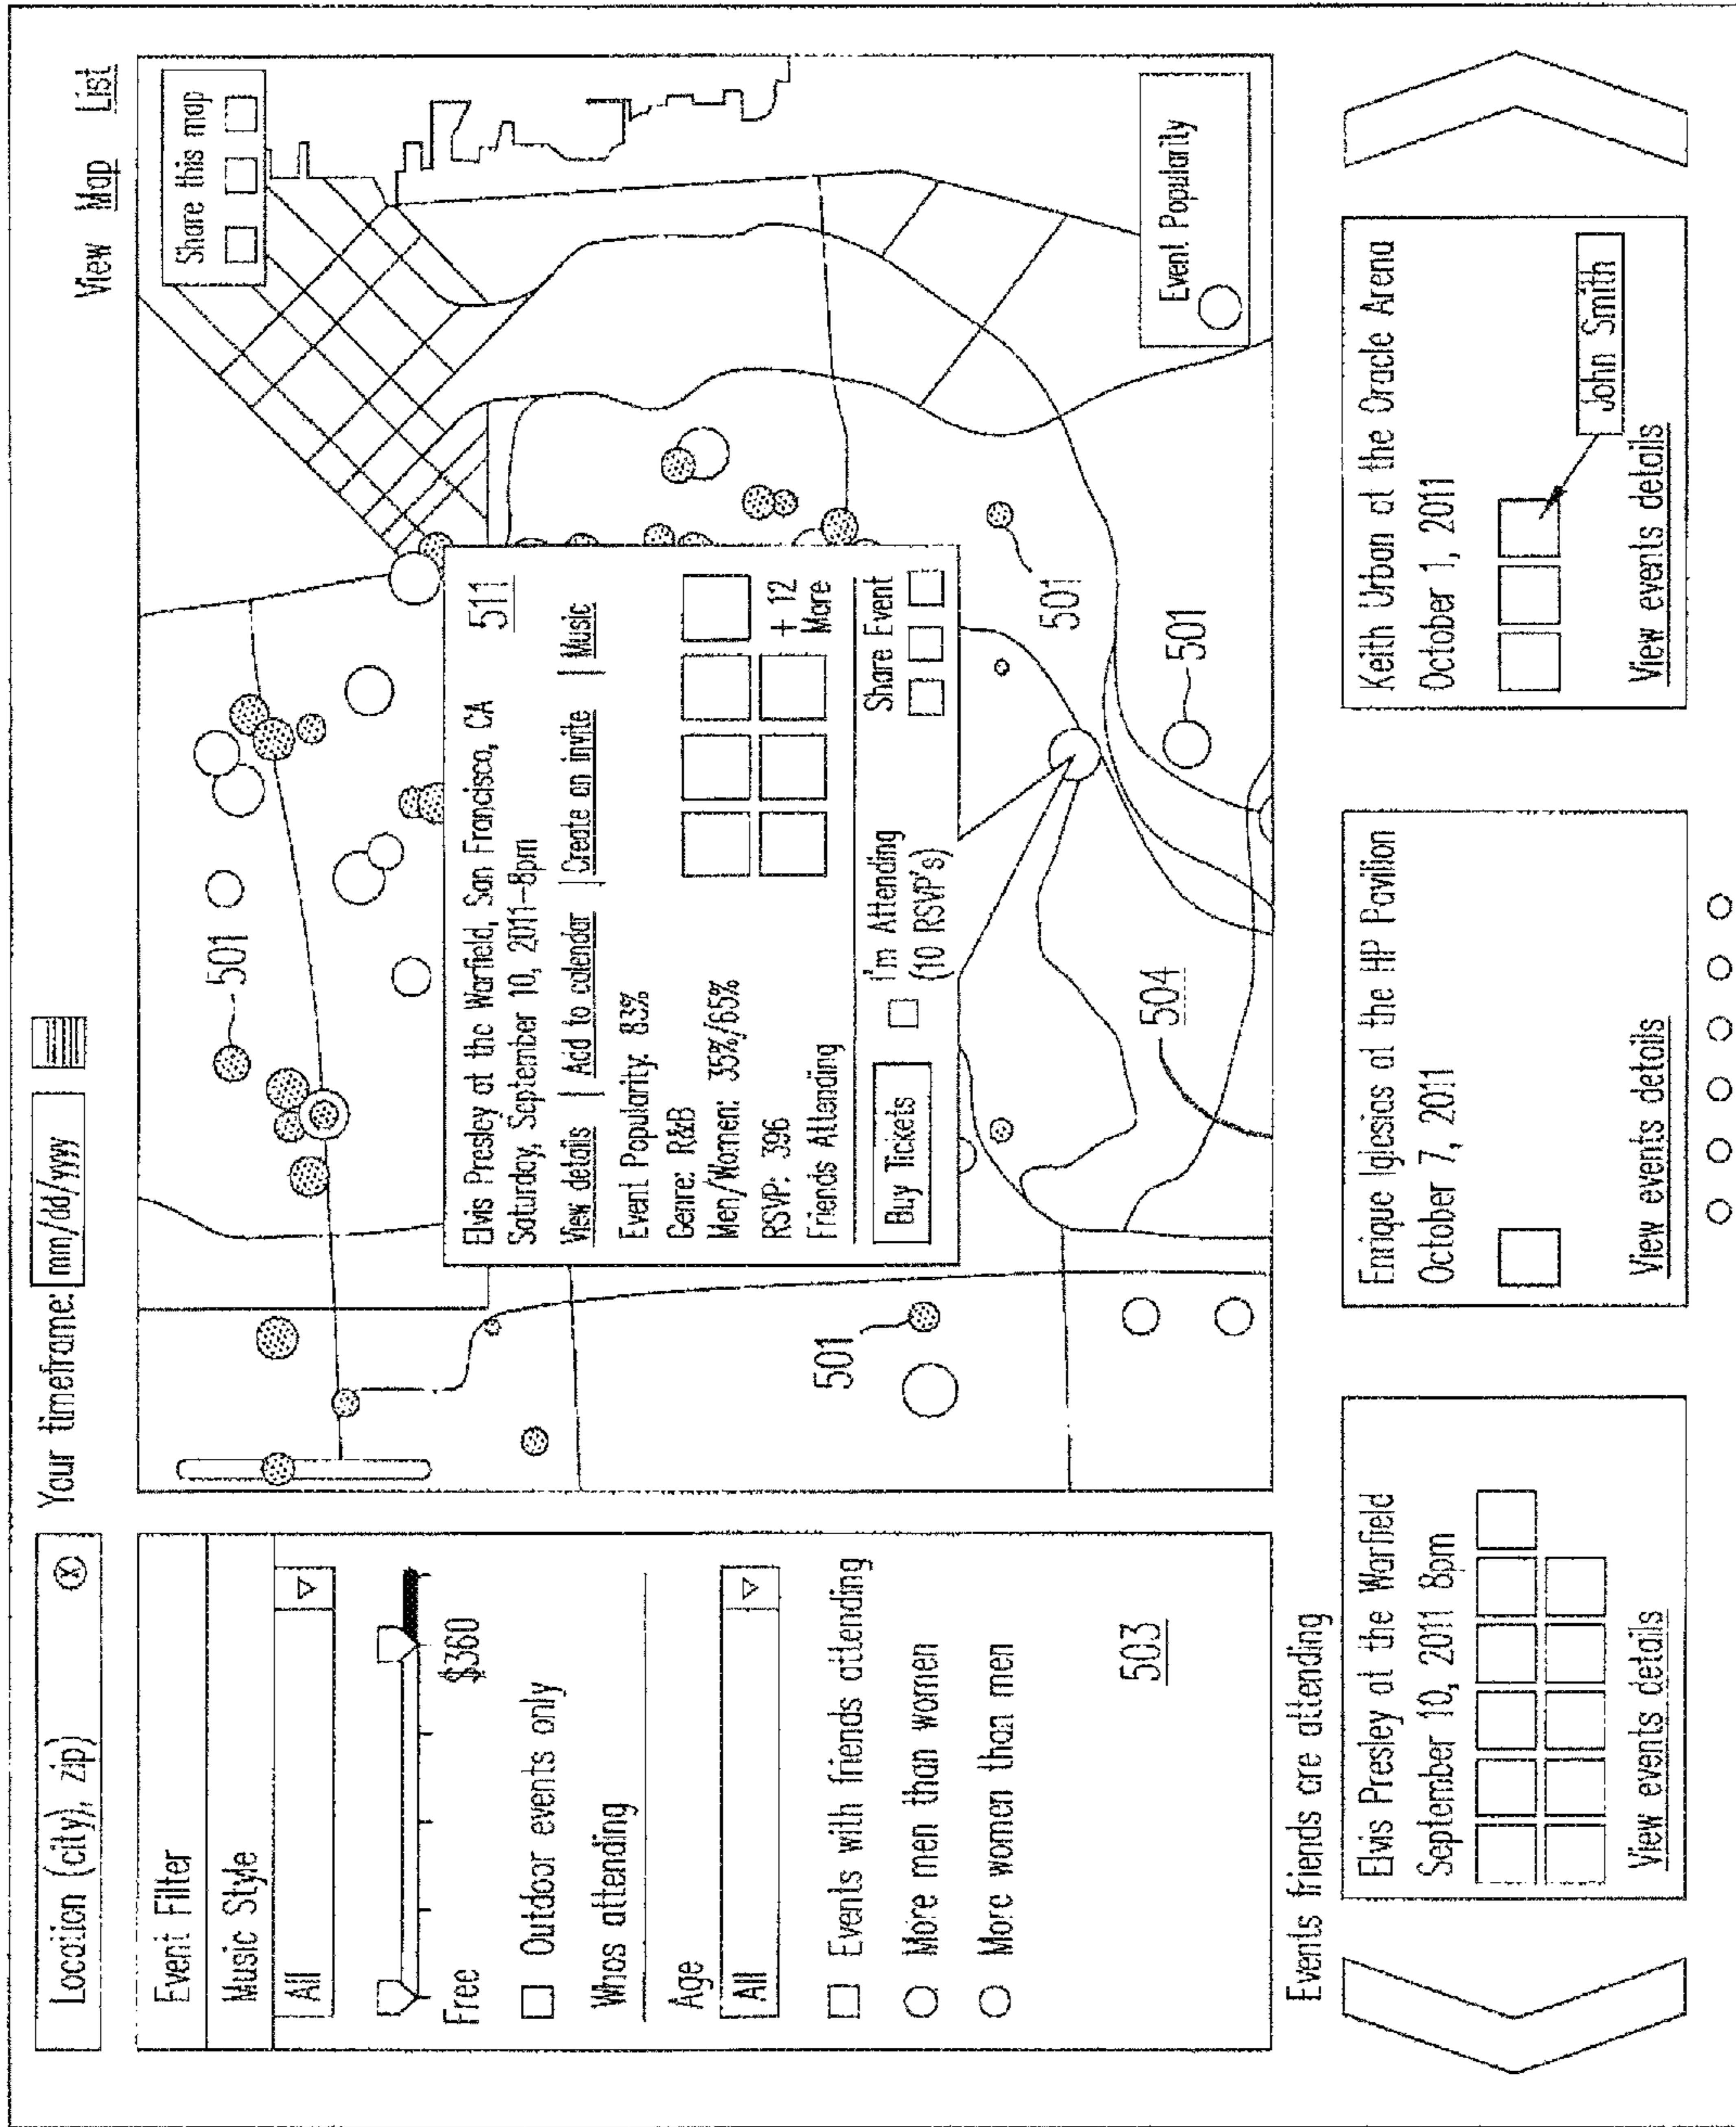 Location (city), zip) ⓧ Your timeframe: mm/dd/yyyy
View Map List
Event Filter
Music Style
All
Free $360
Outdoor events only
Whos attending
Age
All
Events with friends attending
More men than women
More women than men
503
Share this map
501
501
501
501
504
Event Popularity
Elvis Presley at the Warfield, San Francisco, CA 511
Saturday, September 10, 2011-8pm
View details | Add to calendar | Create an invite | Music
Event Popularity: 83%
Genre: R&B
Men/Women: 35%/65%
RSVP: 396
Friends Attending
+ 12
More
Buy Tickets
I'm Attending
(10 RSVP's)
Share Event
Events friends are attending
Elvis Presley at the Warfield
September 10, 2011 8pm
View events details
Enrique Iglesias at the HP Pavilion
October 7, 2011
View events details
Keith Urban at the Oracle Arena
October 1, 2011
John Smith
View events details